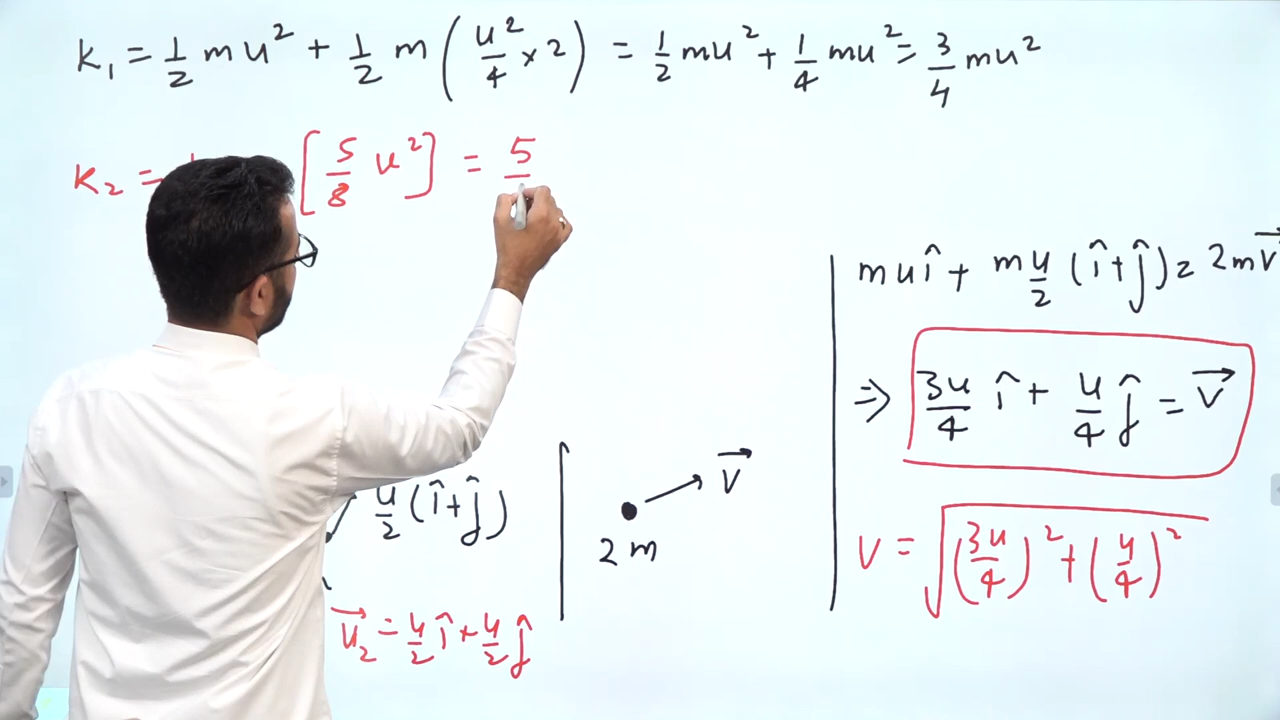 K₁ = 1/2 mu² + 1/2 m (u²/4 × 2) = 1/2 mu² + 1/4 mu² = 3/4 mu²
K₂ = [5/8 u²] = 5
mu î + m u/2 (î + ĵ) = 2m v⃗
⇒ 3u/4 î + u/4 ĵ = v⃗
u/2 (î + ĵ)
v⃗
2m
V = √((3u/4)² + (u/4)²)
u⃗₂ = u/2 î + u/2 ĵ